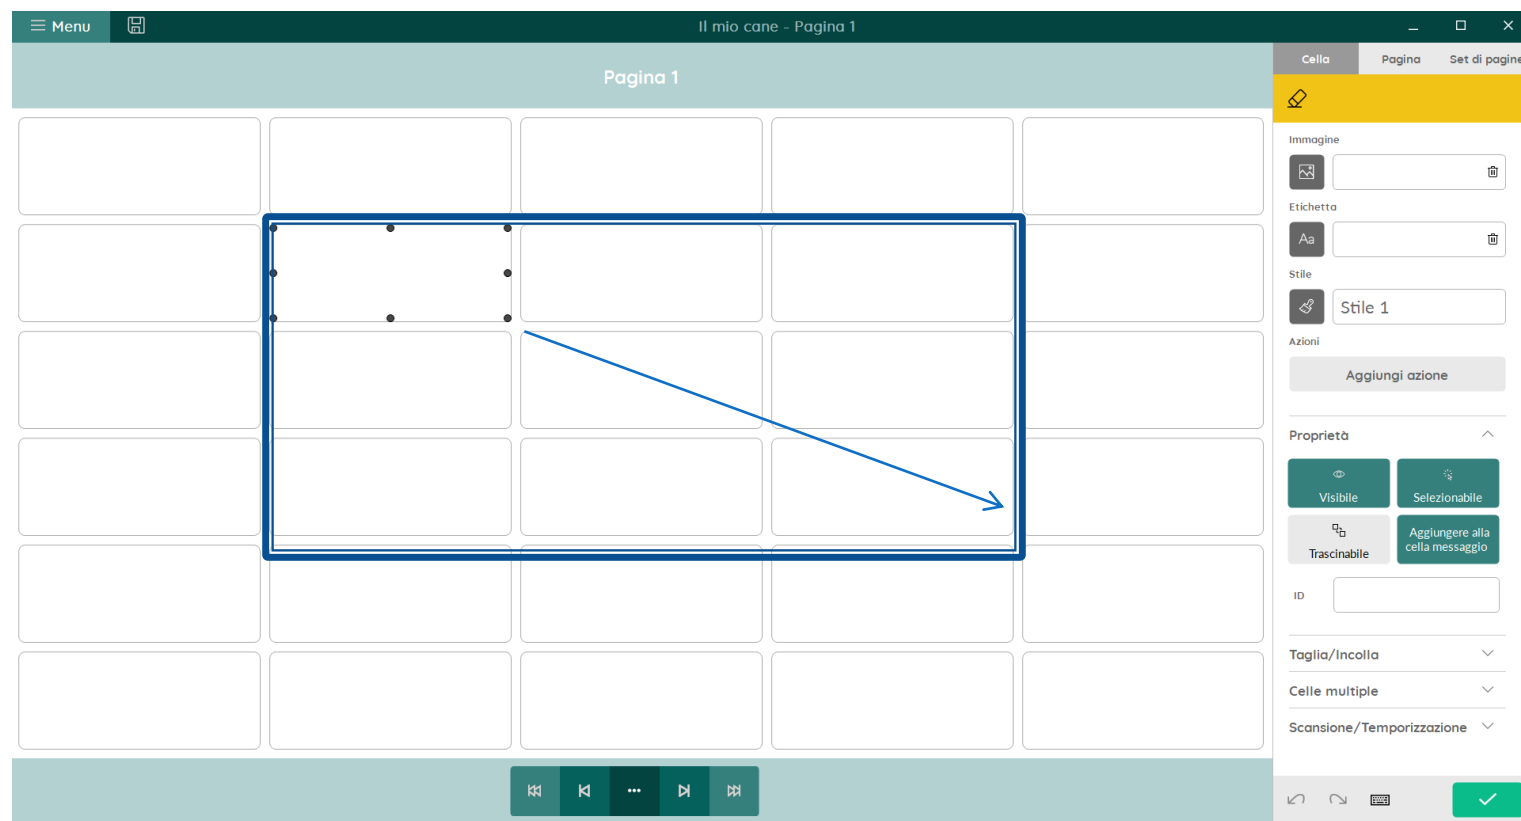 Menu
Il mio cane - Pagina 1
Pagina 1
Cella
Pagina
Set di pagine
Immagine
Etichetta
Aa
Stile
Stile 1
Azioni
Aggiungi azione
Proprietà
Visibile
Selezionabile
Trascinabile
Aggiungere alla
cella messaggio
ID
Taglia/Incolla
Celle multiple
Scansione/Temporizzazione